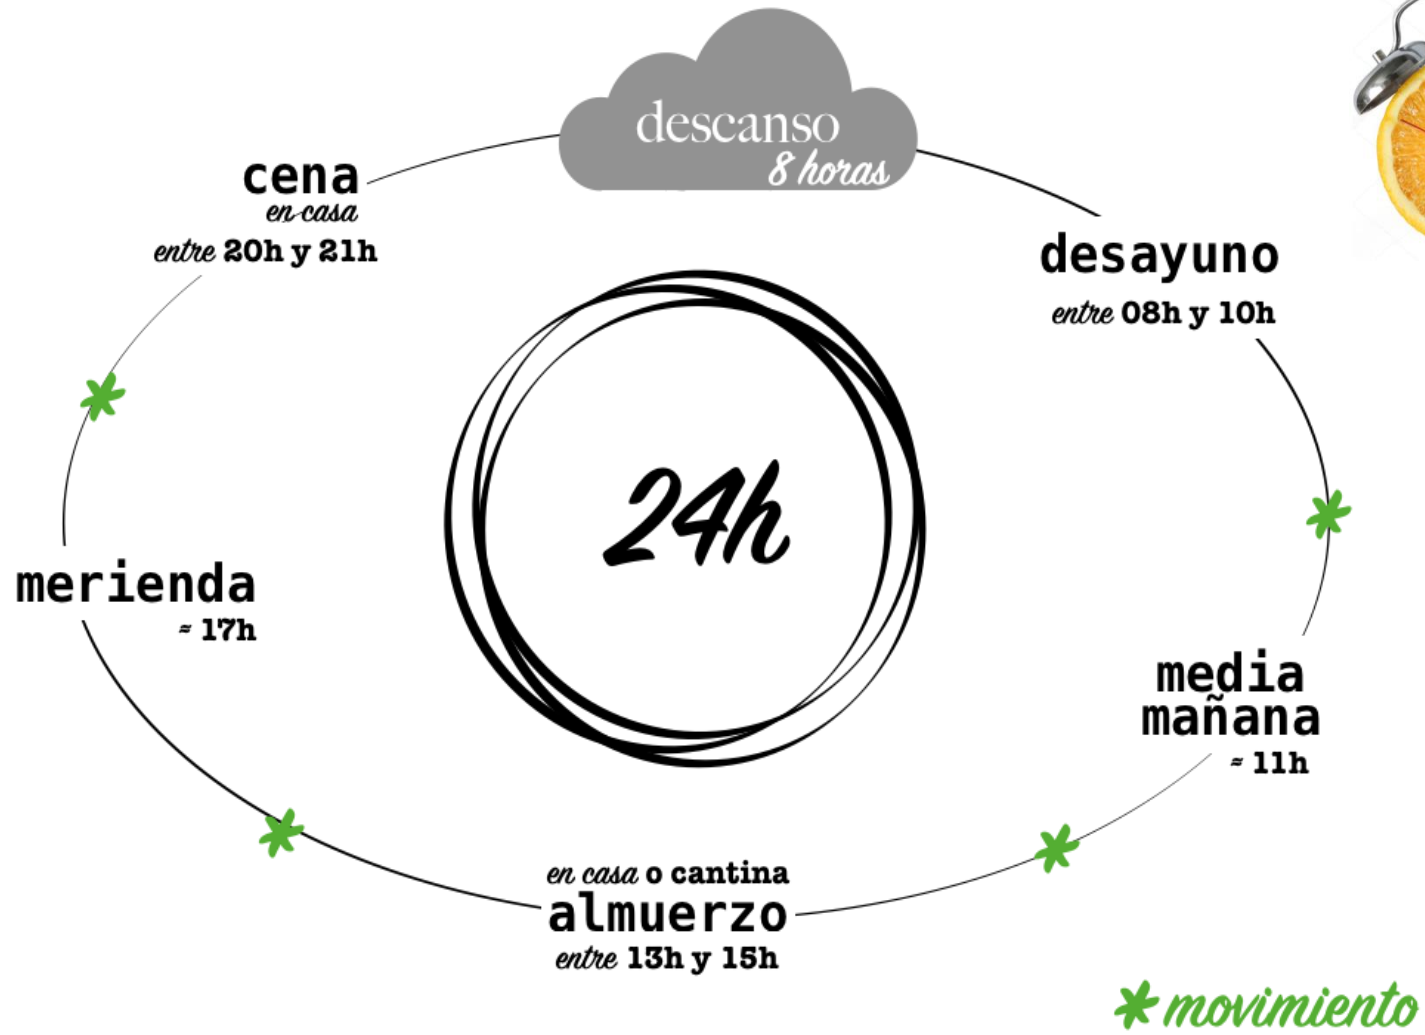 descanso
8 horas
cena
en casa
entre 20h y 21h
desayuno
entre 08h y 10h
24h
merienda
≈ 17h
media
mañana
≈ 11h
en casa o cantina
almuerzo
entre 13h y 15h
* movimiento